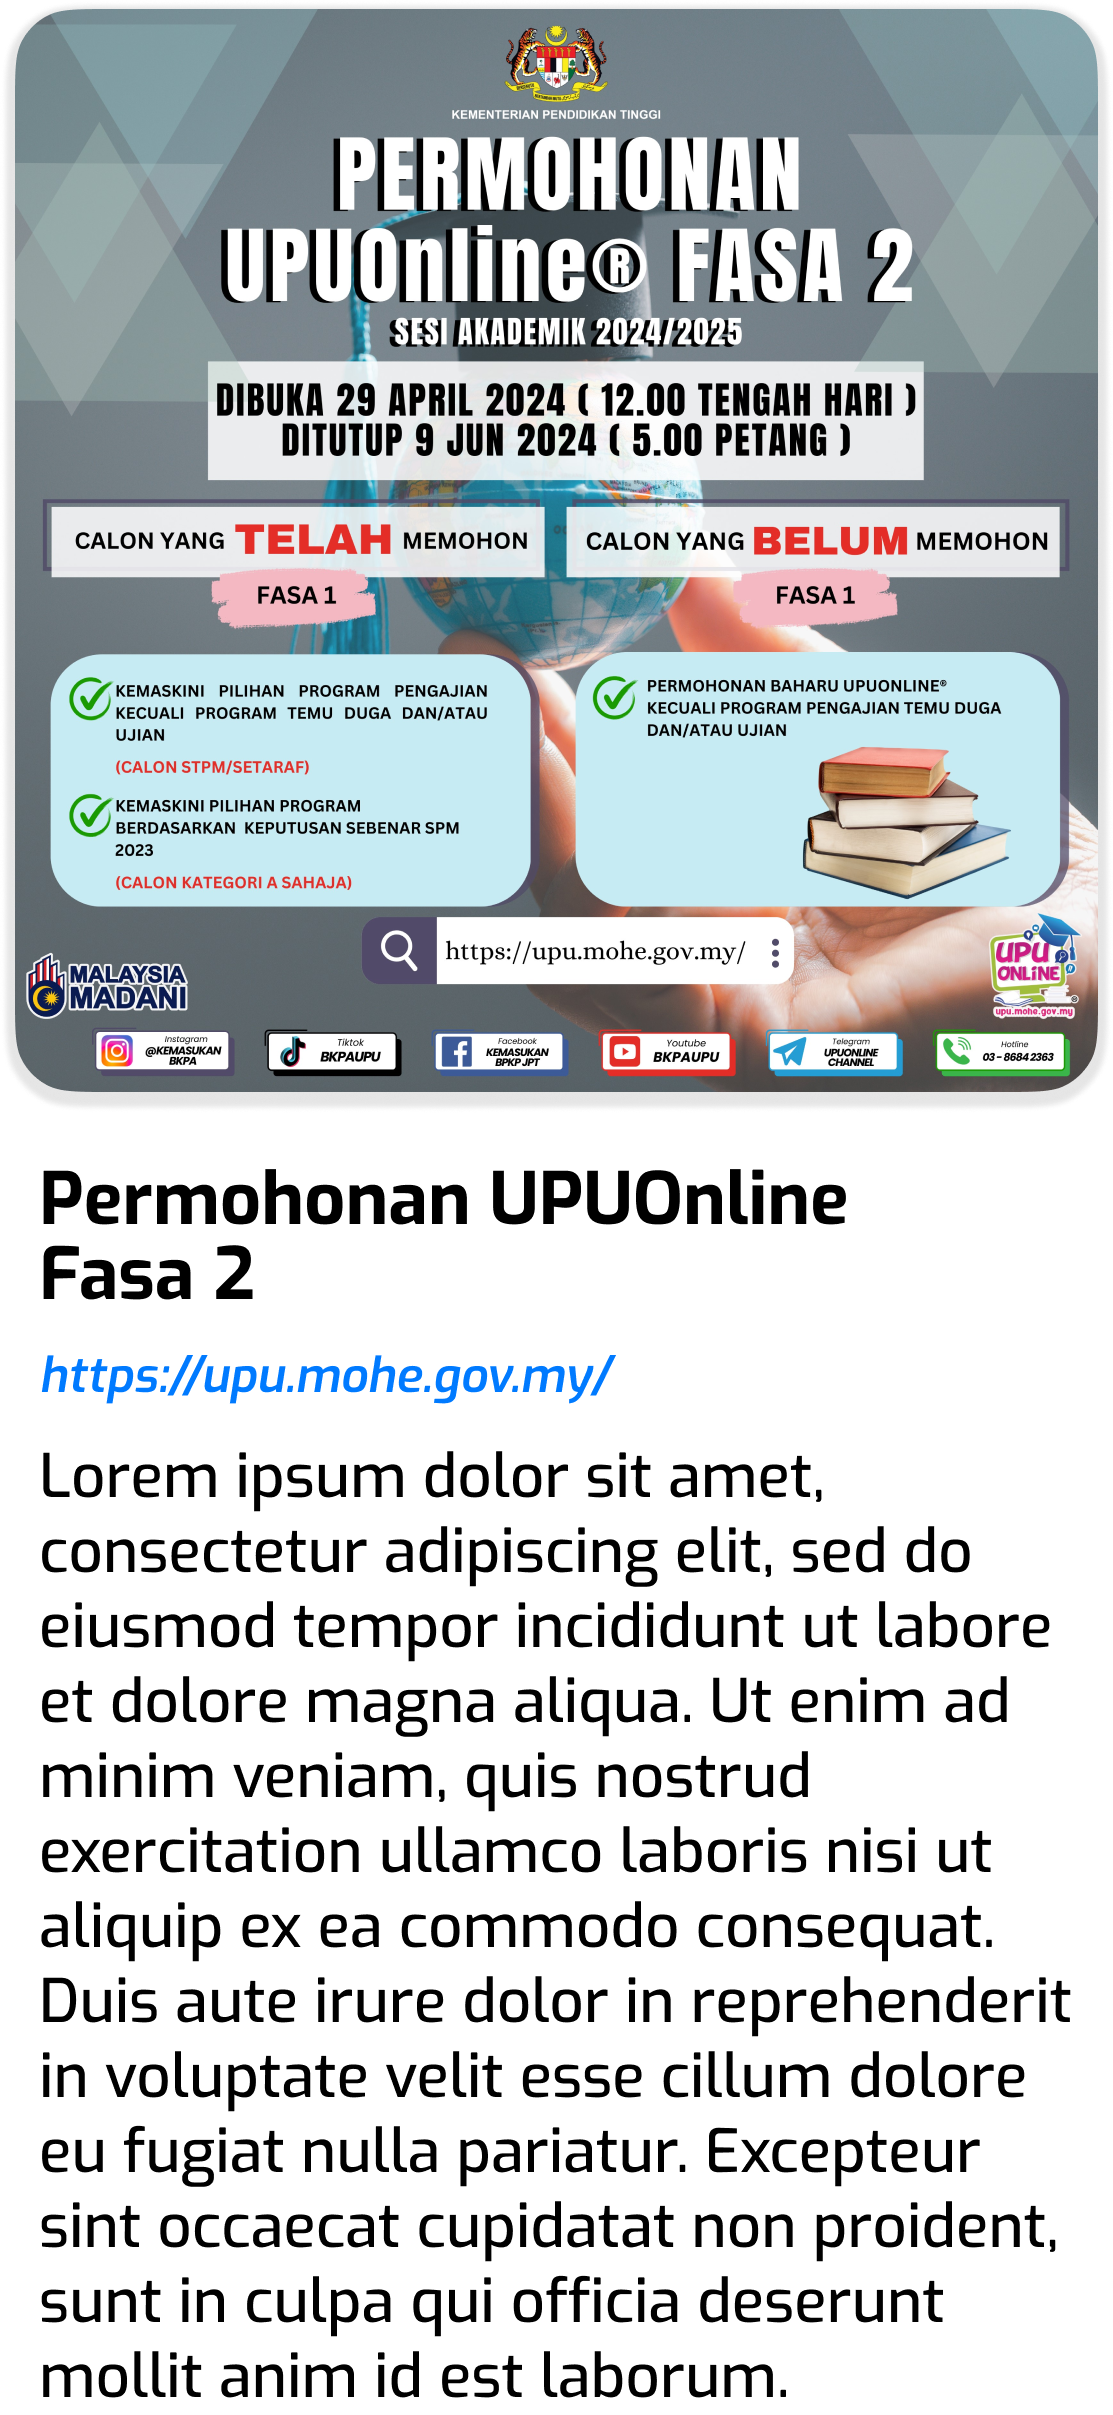 KEMENTERIAN PENDIDIKAN TINGGI
PERMOHONAN
UPUOnline® FASA 2
SESI AKADEMIK 2024/2025
DIBUKA 29 APRIL 2024 ( 12.00 TENGAH HARI )
DITUTUP 9 JUN 2024 ( 5.00 PETANG )
CALON YANG TELAH MEMOHON
FASA 1
KEMASKINI PILIHAN PROGRAM PENGAJIAN
KECUALI PROGRAM TEMU DUGA DAN/ATAU
UJIAN
(CALON STPM/SETARAF)
KEMASKINI PILIHAN PROGRAM
BERDASARKAN KEPUTUSAN SEBENAR SPM
2023
(CALON KATEGORI A SAHAJA)
CALON YANG BELUM MEMOHON
FASA 1
PERMOHONAN BAHARU UPUONLINE®
KECUALI PROGRAM PENGAJIAN TEMU DUGA
DAN/ATAU UJIAN
https://upu.mohe.gov.my/
MALAYSIA
MADANI
UPU
ONLINE
®
upu.mohe.gov.my
Instagram
@KEMASUKAN
BKPA
Tiktok
BKPAUPU
Facebook
KEMASUKAN
BPKP JPT
Youtube
BKPAUPU
Telegram
UPUONLINE
CHANNEL
Hotline
03 - 8684 2363
Permohonan UPUOnline
Fasa 2
https://upu.mohe.gov.my/
Lorem ipsum dolor sit amet,
consectetur adipiscing elit, sed do
eiusmod tempor incididunt ut labore
et dolore magna aliqua. Ut enim ad
minim veniam, quis nostrud
exercitation ullamco laboris nisi ut
aliquip ex ea commodo consequat.
Duis aute irure dolor in reprehenderit
in voluptate velit esse cillum dolore
eu fugiat nulla pariatur. Excepteur
sint occaecat cupidatat non proident,
sunt in culpa qui officia deserunt
mollit anim id est laborum.